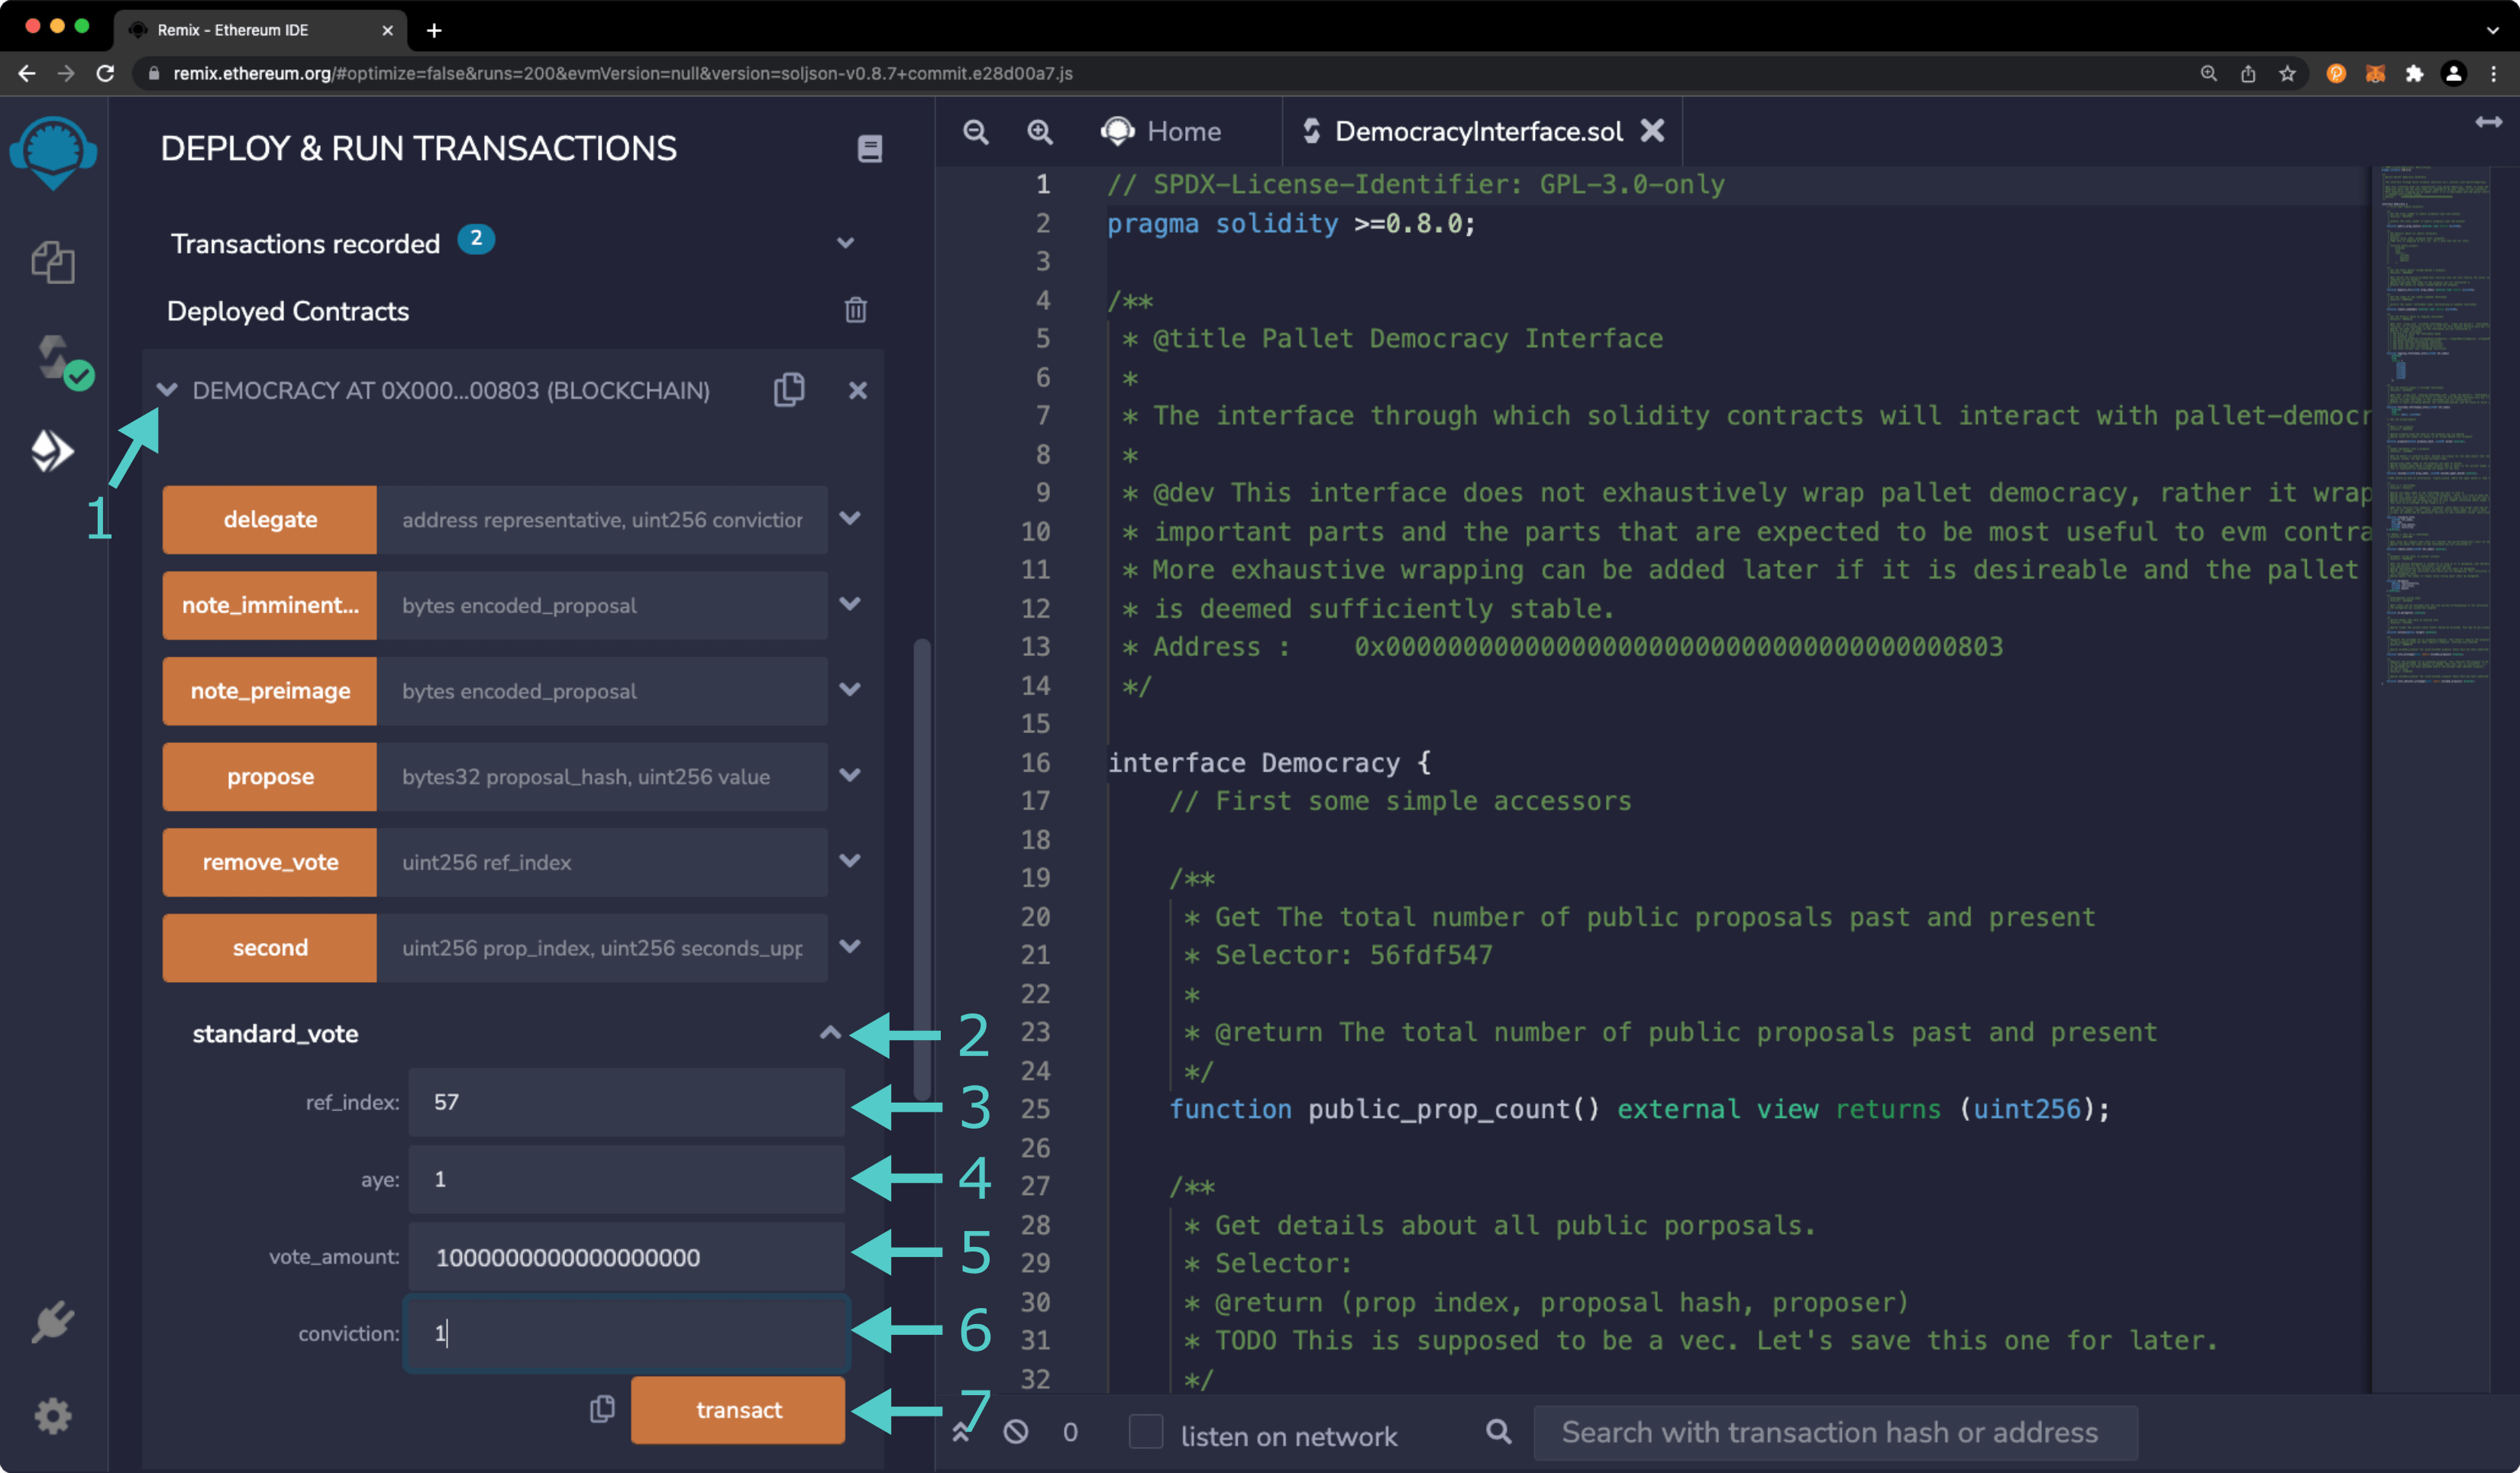 Remix - Ethereum IDE
remix.ethereum.org/#optimize=false&runs=200&evmVersion=null&version=soljson-v0.8.7+commit.e28d00a7.js
DEPLOY & RUN TRANSACTIONS
Transactions recorded 2
Deployed Contracts
DEMOCRACY AT 0X000...00803 (BLOCKCHAIN)
1
delegate address representative, uint256 conviction
note_imminent... bytes encoded_proposal
note_preimage bytes encoded_proposal
propose bytes32 proposal_hash, uint256 value
remove_vote uint256 ref_index
second uint256 prop_index, uint256 seconds_upp
standard_vote 2
ref_index: 57 3
aye: 1 4
vote_amount: 1000000000000000000 5
conviction: 1 6
transact 7
Home DemocracyInterface.sol
1 // SPDX-License-Identifier: GPL-3.0-only
2 pragma solidity >=0.8.0;
3
4 /**
5 * @title Pallet Democracy Interface
6 *
7 * The interface through which solidity contracts will interact with pallet-democr
8 *
9 * @dev This interface does not exhaustively wrap pallet democracy, rather it wrap
10 * important parts and the parts that are expected to be most useful to evm contra
11 * More exhaustive wrapping can be added later if it is desireable and the pallet
12 * is deemed sufficiently stable.
13 * Address : 0x0000000000000000000000000000000000000803
14 */
15
16 interface Democracy {
17 // First some simple accessors
18
19 /**
20 * Get The total number of public proposals past and present
21 * Selector: 56fdf547
22 *
23 * @return The total number of public proposals past and present
24 */
25 function public_prop_count() external view returns (uint256);
26
27 /**
28 * Get details about all public porposals.
29 * Selector:
30 * @return (prop index, proposal hash, proposer)
31 * TODO This is supposed to be a vec. Let's save this one for later.
32 */
0 listen on network Search with transaction hash or address